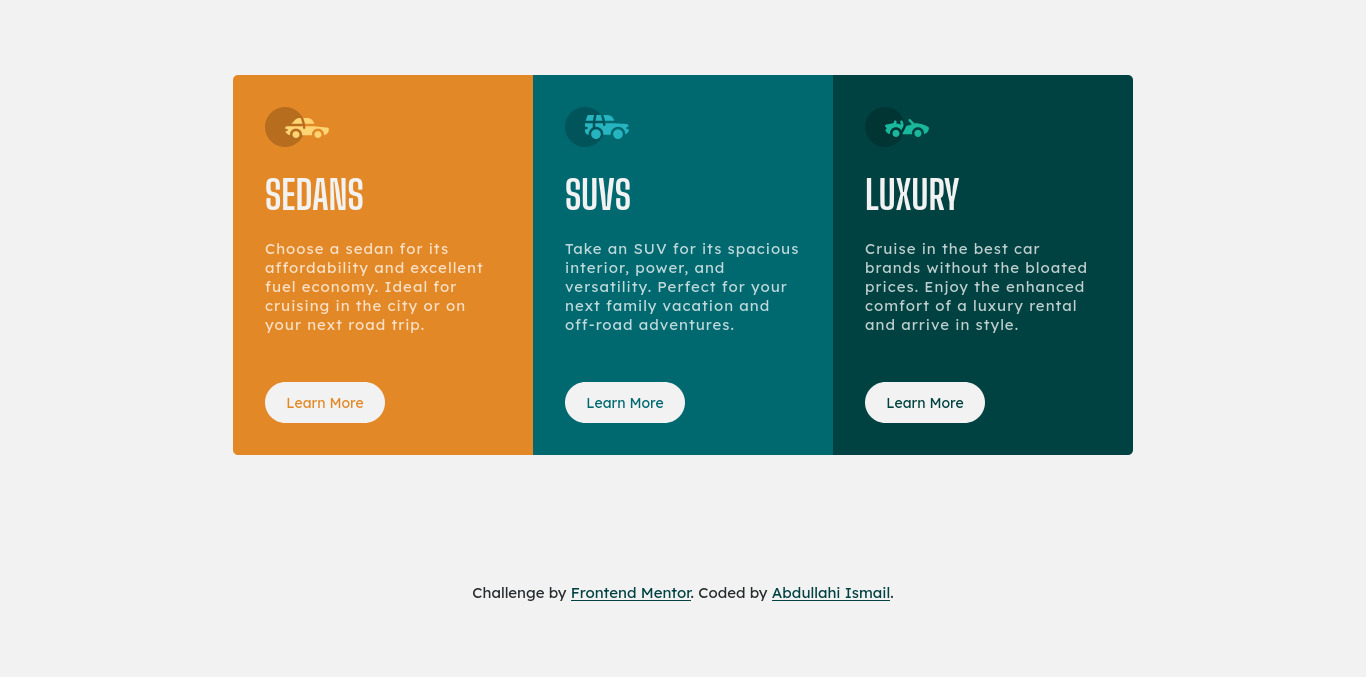 SEDANS
Choose a sedan for its
affordability and excellent
fuel economy. Ideal for
cruising in the city or on
your next road trip.
Learn More
SUVS
Take an SUV for its spacious
interior, power, and
versatility. Perfect for your
next family vacation and
off-road adventures.
Learn More
LUXURY
Cruise in the best car
brands without the bloated
prices. Enjoy the enhanced
comfort of a luxury rental
and arrive in style.
Learn More
Challenge by Frontend Mentor. Coded by Abdullahi Ismail.